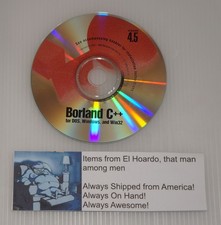 4.5
Borland C++
for DOS, Windows, and Win32
Items from El Hoardo, that man
among men
Always Shipped from America!
Always On Hand!
Always Awesome!